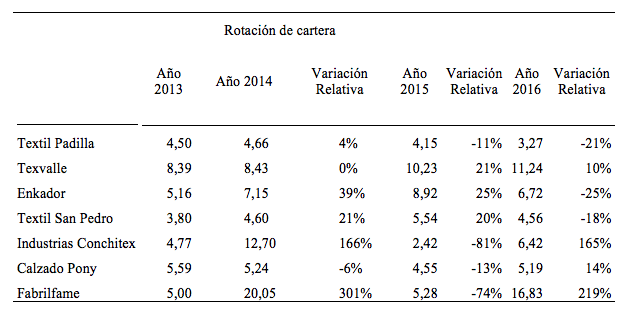 Rotación de cartera
Año 2013 Año 2014 Variación Relativa Año 2015 Variación Relativa Año 2016 Variación Relativa
Textil Padilla 4,50 4,66 4% 4,15 -11% 3,27 -21%
Texvalle 8,39 8,43 0% 10,23 21% 11,24 10%
Enkador 5,16 7,15 39% 8,92 25% 6,72 -25%
Textil San Pedro 3,80 4,60 21% 5,54 20% 4,56 -18%
Industrias Conchitex 4,77 12,70 166% 2,42 -81% 6,42 165%
Calzado Pony 5,59 5,24 -6% 4,55 -13% 5,19 14%
Fabrilfame 5,00 20,05 301% 5,28 -74% 16,83 219%